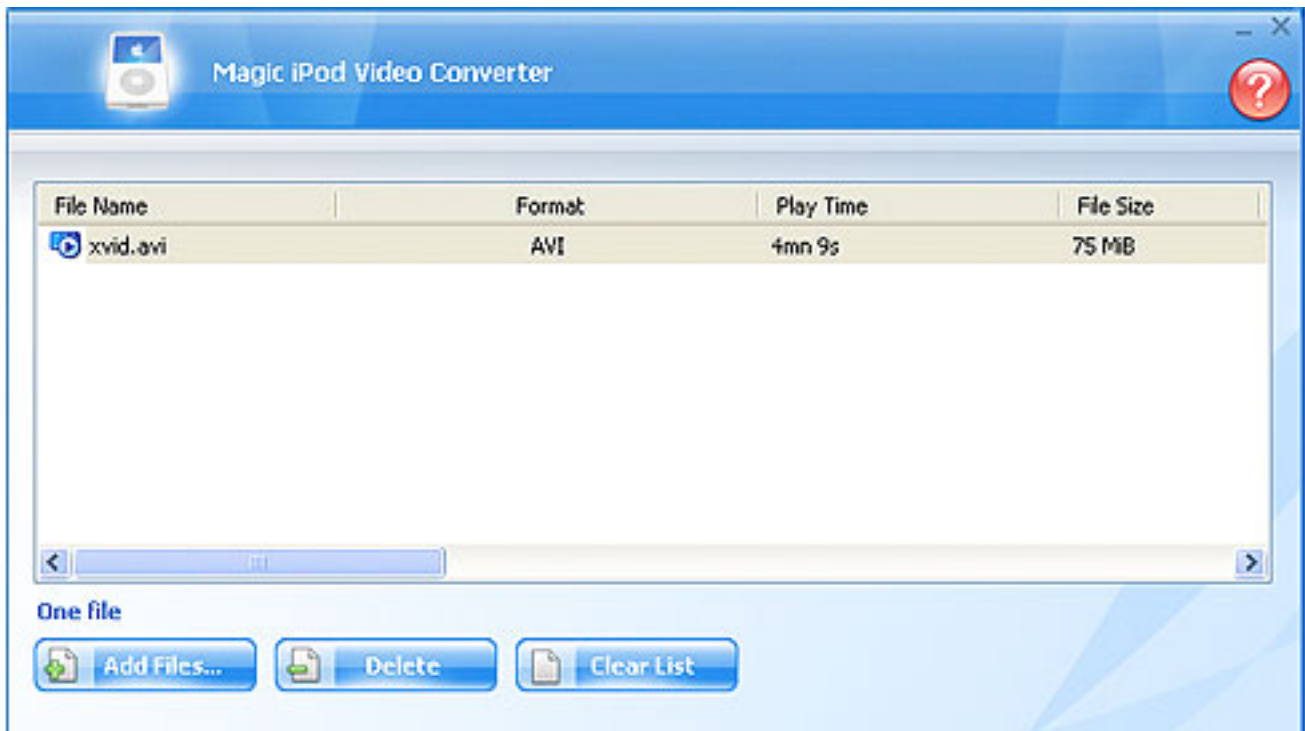 Magic iPod Video Converter
?
File Name Format Play Time File Size
xvid.avi AVI 4mn 9s 75 MiB
One file
Add Files... Delete Clear List